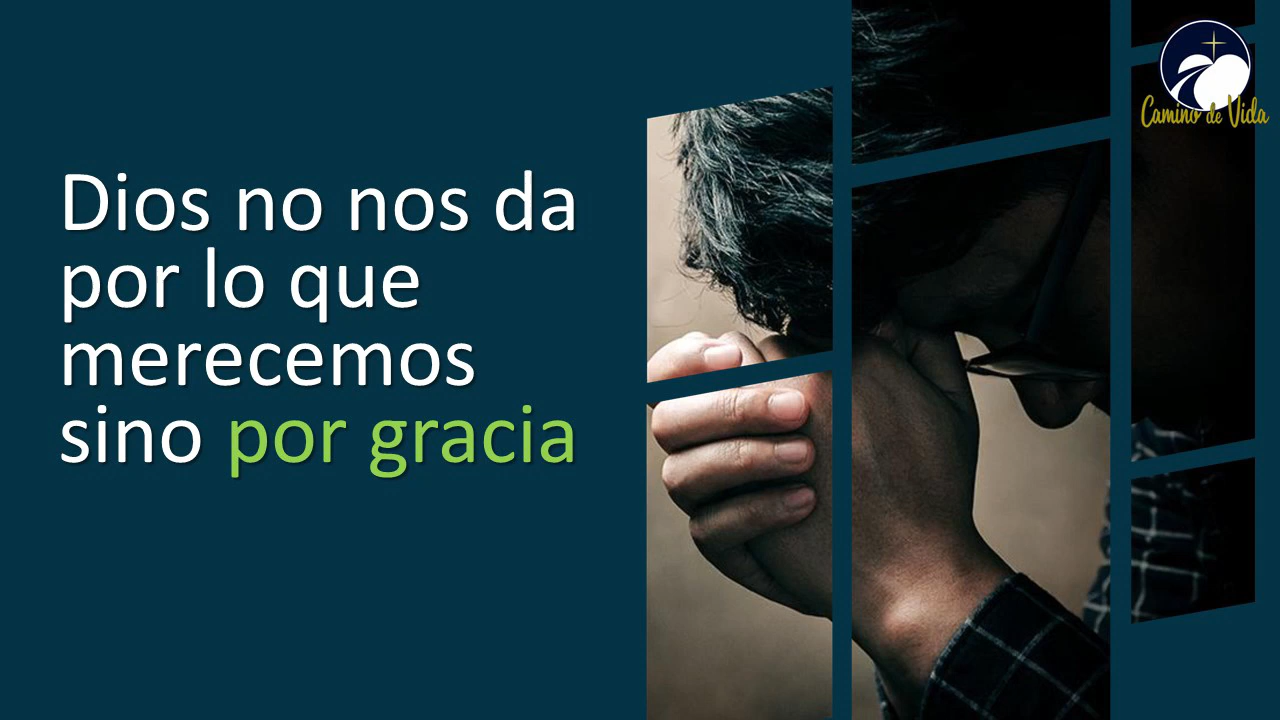 Camino de Vida
Dios no nos da
por lo que
merecemos
sino por gracia